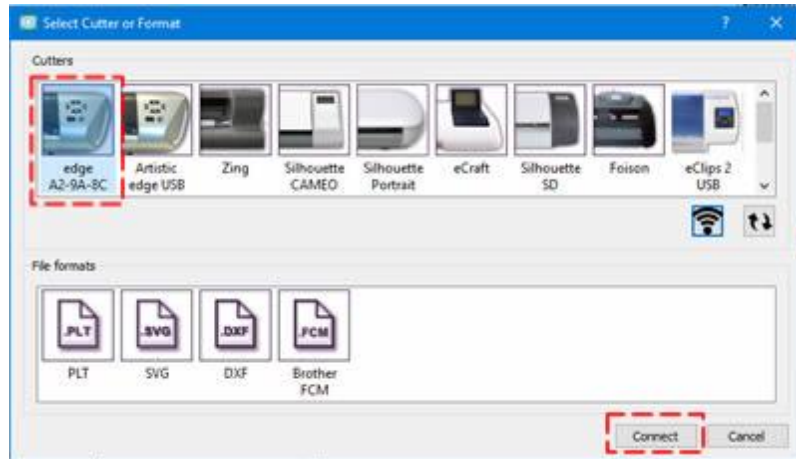 Select Cutter or Format
?
Cutters
edge
A2-9A-8C
Artistic
edge USB
Zing
Silhouette
CAMEO
Silhouette
Portrait
eCraft
Silhouette
SD
Foison
eClips 2
USB
File formats
.PLT
.SVG
.DXF
.FCM
PLT
SVG
DXF
Brother
FCM
Connect
Cancel